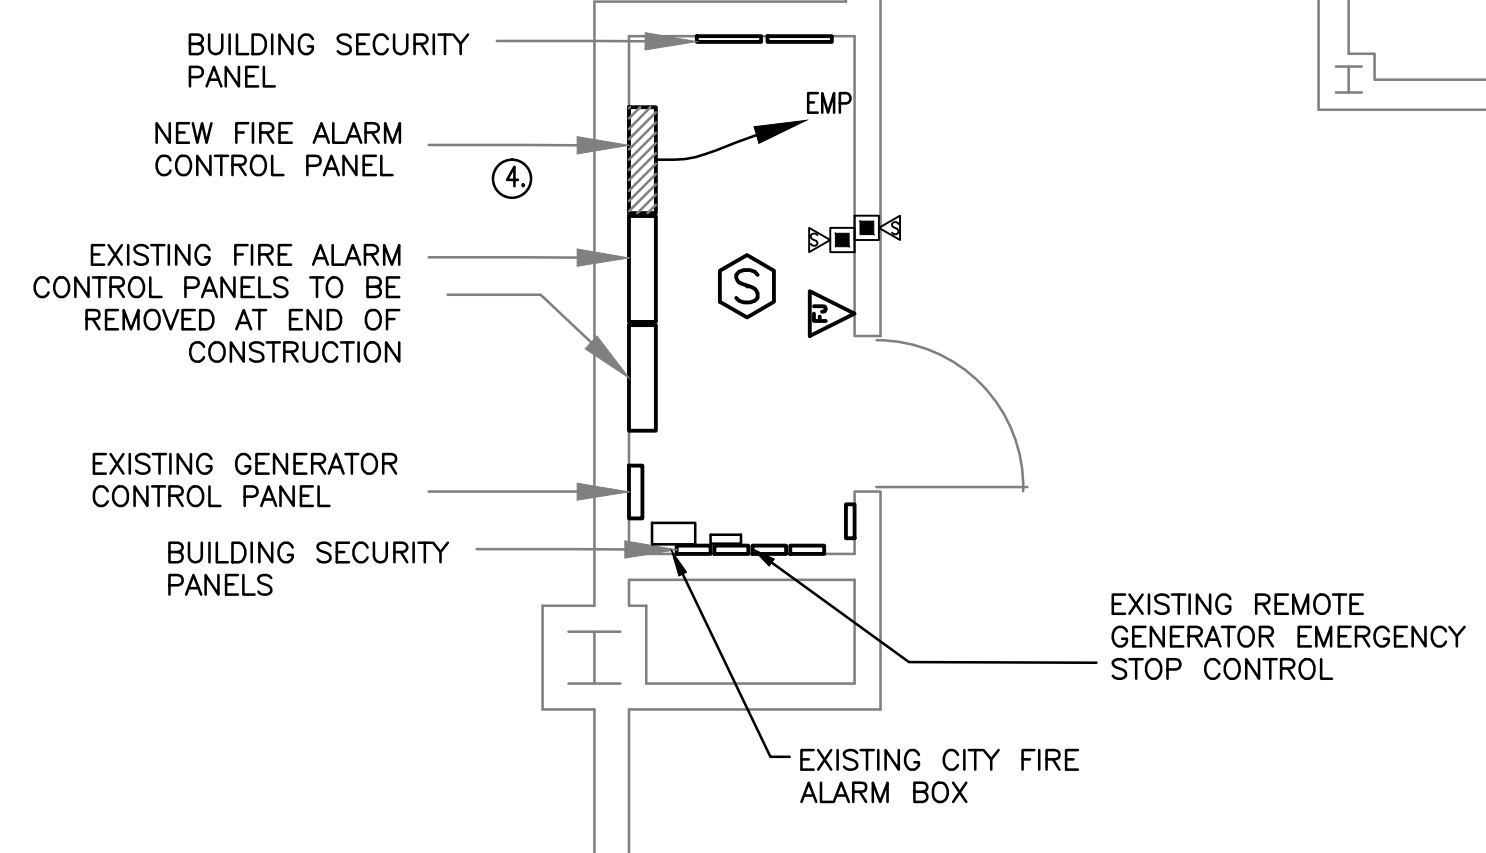 BUILDING SECURITY
PANEL
EMP
NEW FIRE ALARM
CONTROL PANEL
4.
S
S
EXISTING FIRE ALARM
CONTROL PANELS TO BE
REMOVED AT END OF
CONSTRUCTION
S
FJ
EXISTING GENERATOR
CONTROL PANEL
BUILDING SECURITY
PANELS
EXISTING REMOTE
GENERATOR EMERGENCY
STOP CONTROL
EXISTING CITY FIRE
ALARM BOX